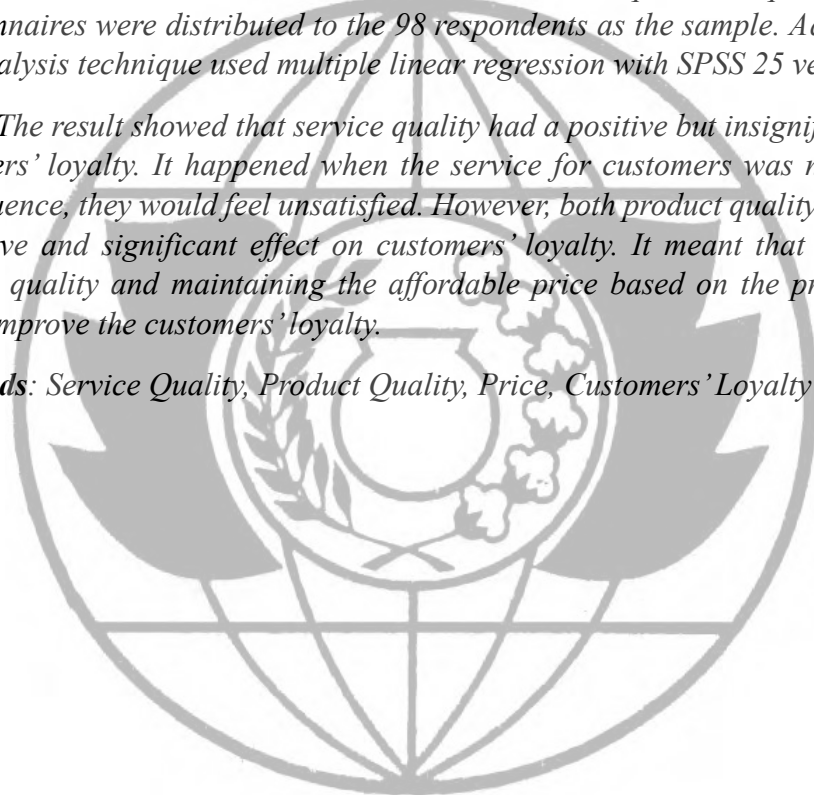 nnaires were distributed to the 98 respondents as the sample. Ac
alysis technique used multiple linear regression with SPSS 25 ve
The result showed that service quality had a positive but insignif
ers’ loyalty. It happened when the service for customers was n
uence, they would feel unsatisfied. However, both product quality
ve and significant effect on customers’ loyalty. It meant that
quality and maintaining the affordable price based on the pr
improve the customers’ loyalty.
ds: Service Quality, Product Quality, Price, Customers’ Loyalty